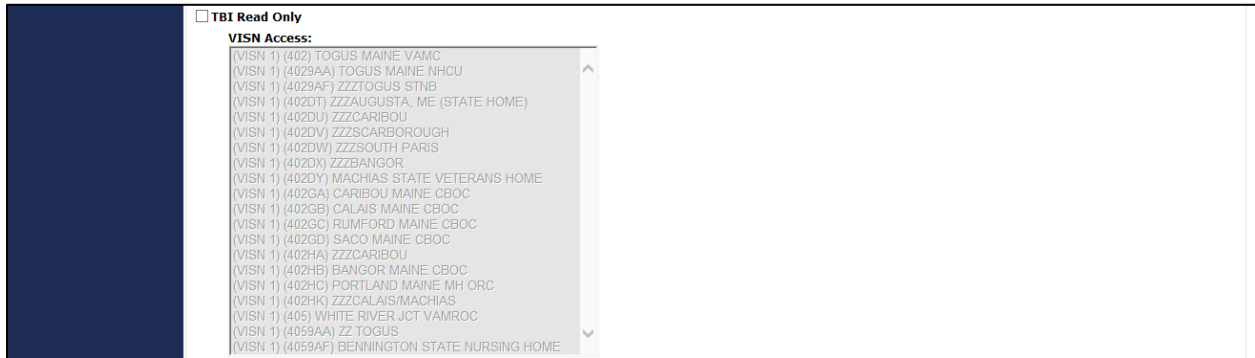 TBI Read Only
VISN Access:
(VISN 1) (402) TOGUS MAINE VAMC
(VISN 1) (4029AA) TOGUS MAINE NHCU
(VISN 1) (4029AF) ZZZTOGUS STNB
(VISN 1) (402DT) ZZZAUGUSTA, ME (STATE HOME)
(VISN 1) (402DU) ZZZCARIBOU
(VISN 1) (402DV) ZZZSCARBOROUGH
(VISN 1) (402DW) ZZZSOUTH PARIS
(VISN 1) (402DX) ZZZBANGOR
(VISN 1) (402DY) MACHIAS STATE VETERANS HOME
(VISN 1) (402GA) CARIBOU MAINE CBOC
(VISN 1) (402GB) CALAIS MAINE CBOC
(VISN 1) (402GC) RUMFORD MAINE CBOC
(VISN 1) (402GD) SACO MAINE CBOC
(VISN 1) (402HA) ZZZCARIBOU
(VISN 1) (402HB) BANGOR MAINE CBOC
(VISN 1) (402HC) PORTLAND MAINE MH ORC
(VISN 1) (402HK) ZZZCALAIS/MACHIAS
(VISN 1) (405) WHITE RIVER JCT VAMROC
(VISN 1) (4059AA) ZZ TOGUS
(VISN 1) (4059AF) BENNINGTON STATE NURSING HOME